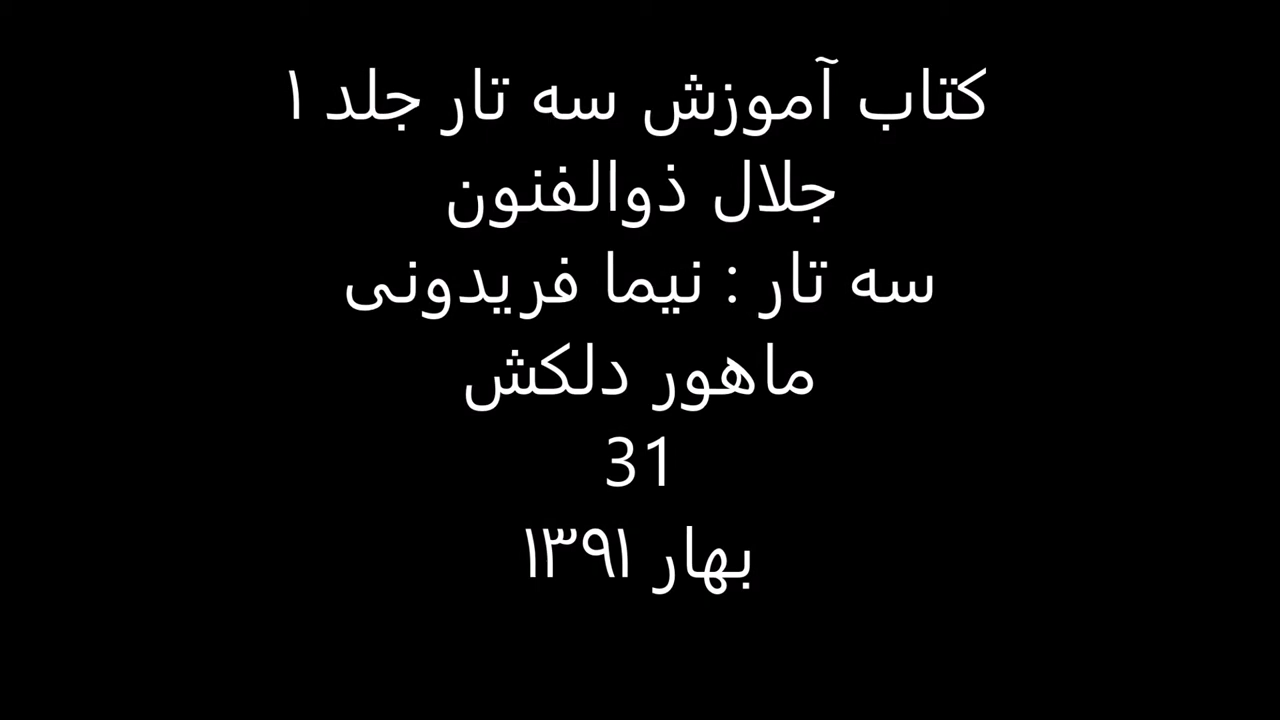 کتاب آموزش سه تار جلد ۱
جلال ذوالفنون
سه تار : نیما فریدونی
ماهور دلکش
31
بهار ۱۳۹۱